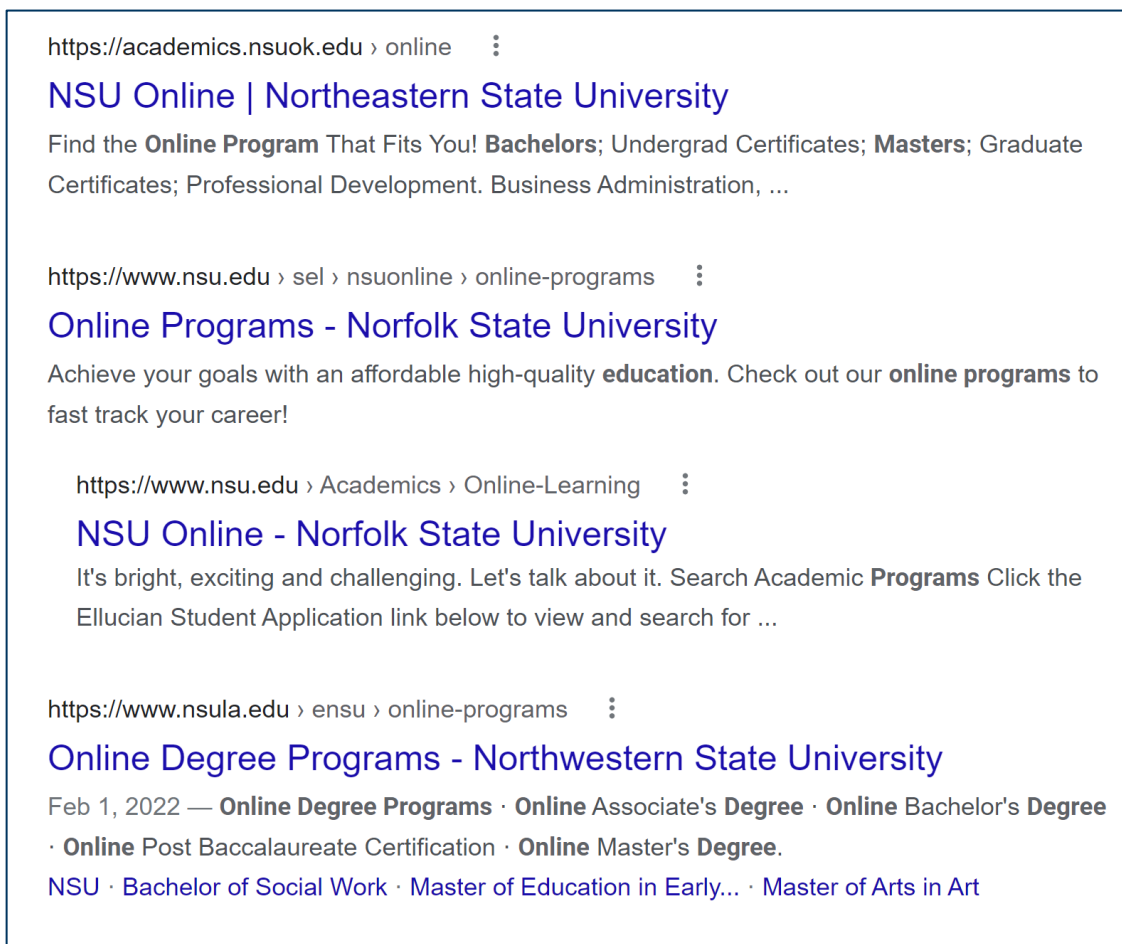 https://academics.nsuok.edu › online
NSU Online | Northeastern State University
Find the Online Program That Fits You! Bachelors; Undergrad Certificates; Masters; Graduate
Certificates; Professional Development. Business Administration, ...
https://www.nsu.edu › sel › nsuonline › online-programs
Online Programs - Norfolk State University
Achieve your goals with an affordable high-quality education. Check out our online programs to
fast track your career!
https://www.nsu.edu › Academics › Online-Learning
NSU Online - Norfolk State University
It's bright, exciting and challenging. Let's talk about it. Search Academic Programs Click the
Ellucian Student Application link below to view and search for ...
https://www.nsula.edu › ensu › online-programs
Online Degree Programs - Northwestern State University
Feb 1, 2022 — Online Degree Programs · Online Associate's Degree · Online Bachelor's Degree
· Online Post Baccalaureate Certification · Online Master's Degree.
NSU · Bachelor of Social Work · Master of Education in Early... · Master of Arts in Art